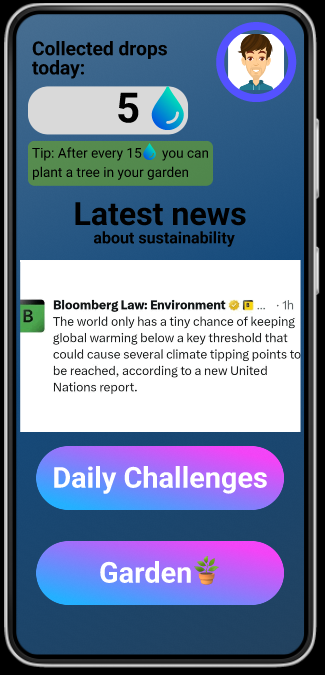 Collected drops
today:
5
Tip: After every 15💧 you can
plant a tree in your garden
Latest news
about sustainability
B
Bloomberg Law: Environment ... · 1h
The world only has a tiny chance of keeping
global warming below a key threshold that
could cause several climate tipping points to
be reached, according to a new United
Nations report.
Daily Challenges
Garden🪴